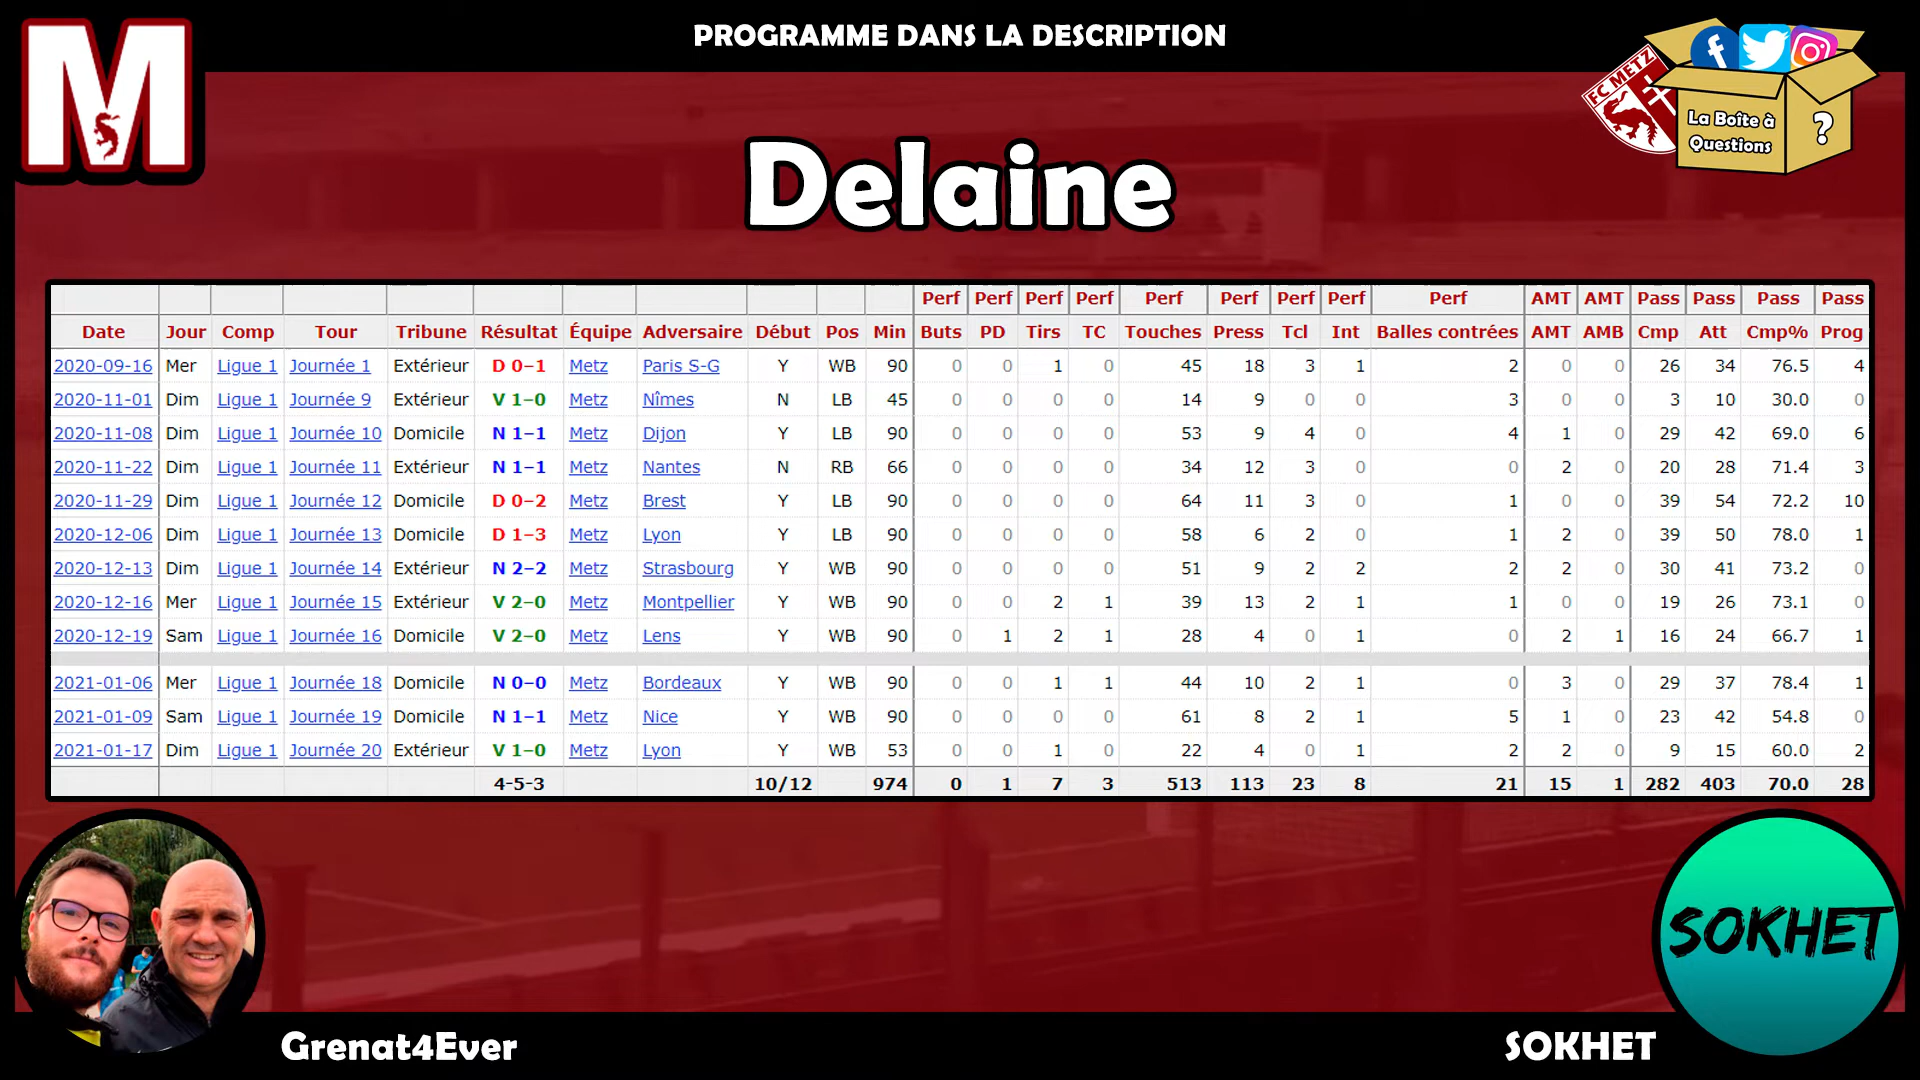 PROGRAMME DANS LA DESCRIPTION
M
FC METZ
La Boîte à
Questions
?
Delaine
Perf Perf Perf Perf Perf Perf Perf Perf Perf AMT AMT Pass Pass Pass Pass
Date Jour Comp Tour Tribune Résultat Équipe Adversaire Début Pos Min Buts PD Tirs TC Touches Press Tcl Int Balles contrées AMT AMB Cmp Att Cmp% Prog
2020-09-16 Mer Ligue 1 Journée 1 Extérieur D 0–1 Metz Paris S-G Y WB 90 0 0 1 0 45 18 3 1 2 0 0 26 34 76.5 4
2020-11-01 Dim Ligue 1 Journée 9 Extérieur V 1–0 Metz Nîmes N LB 45 0 0 0 0 14 9 0 0 3 0 0 3 10 30.0 0
2020-11-08 Dim Ligue 1 Journée 10 Domicile N 1–1 Metz Dijon Y LB 90 0 0 0 0 53 9 4 0 4 1 0 29 42 69.0 6
2020-11-22 Dim Ligue 1 Journée 11 Extérieur N 1–1 Metz Nantes N RB 66 0 0 0 0 34 12 3 0 0 2 0 20 28 71.4 3
2020-11-29 Dim Ligue 1 Journée 12 Domicile D 0–2 Metz Brest Y LB 90 0 0 0 0 64 11 3 0 1 0 0 39 54 72.2 10
2020-12-06 Dim Ligue 1 Journée 13 Domicile D 1–3 Metz Lyon Y LB 90 0 0 0 0 58 6 2 0 1 2 0 39 50 78.0 1
2020-12-13 Dim Ligue 1 Journée 14 Extérieur N 2–2 Metz Strasbourg Y WB 90 0 0 0 0 51 9 2 2 2 2 0 30 41 73.2 0
2020-12-16 Mer Ligue 1 Journée 15 Extérieur V 2–0 Metz Montpellier Y WB 90 0 0 2 1 39 13 2 1 1 0 0 19 26 73.1 0
2020-12-19 Sam Ligue 1 Journée 16 Domicile V 2–0 Metz Lens Y WB 90 0 1 2 1 28 4 0 1 0 2 1 16 24 66.7 1
2021-01-06 Mer Ligue 1 Journée 18 Domicile N 0–0 Metz Bordeaux Y WB 90 0 0 1 1 44 10 2 1 0 3 0 29 37 78.4 1
2021-01-09 Sam Ligue 1 Journée 19 Domicile N 1–1 Metz Nice Y WB 90 0 0 0 0 61 8 2 1 5 1 0 23 42 54.8 0
2021-01-17 Dim Ligue 1 Journée 20 Extérieur V 1–0 Metz Lyon Y WB 53 0 0 1 0 22 4 0 1 2 2 0 9 15 60.0 2
4-5-3 10/12 974 0 1 7 3 513 113 23 8 21 15 1 282 403 70.0 28
SOKHET
Grenat4Ever
SOKHET